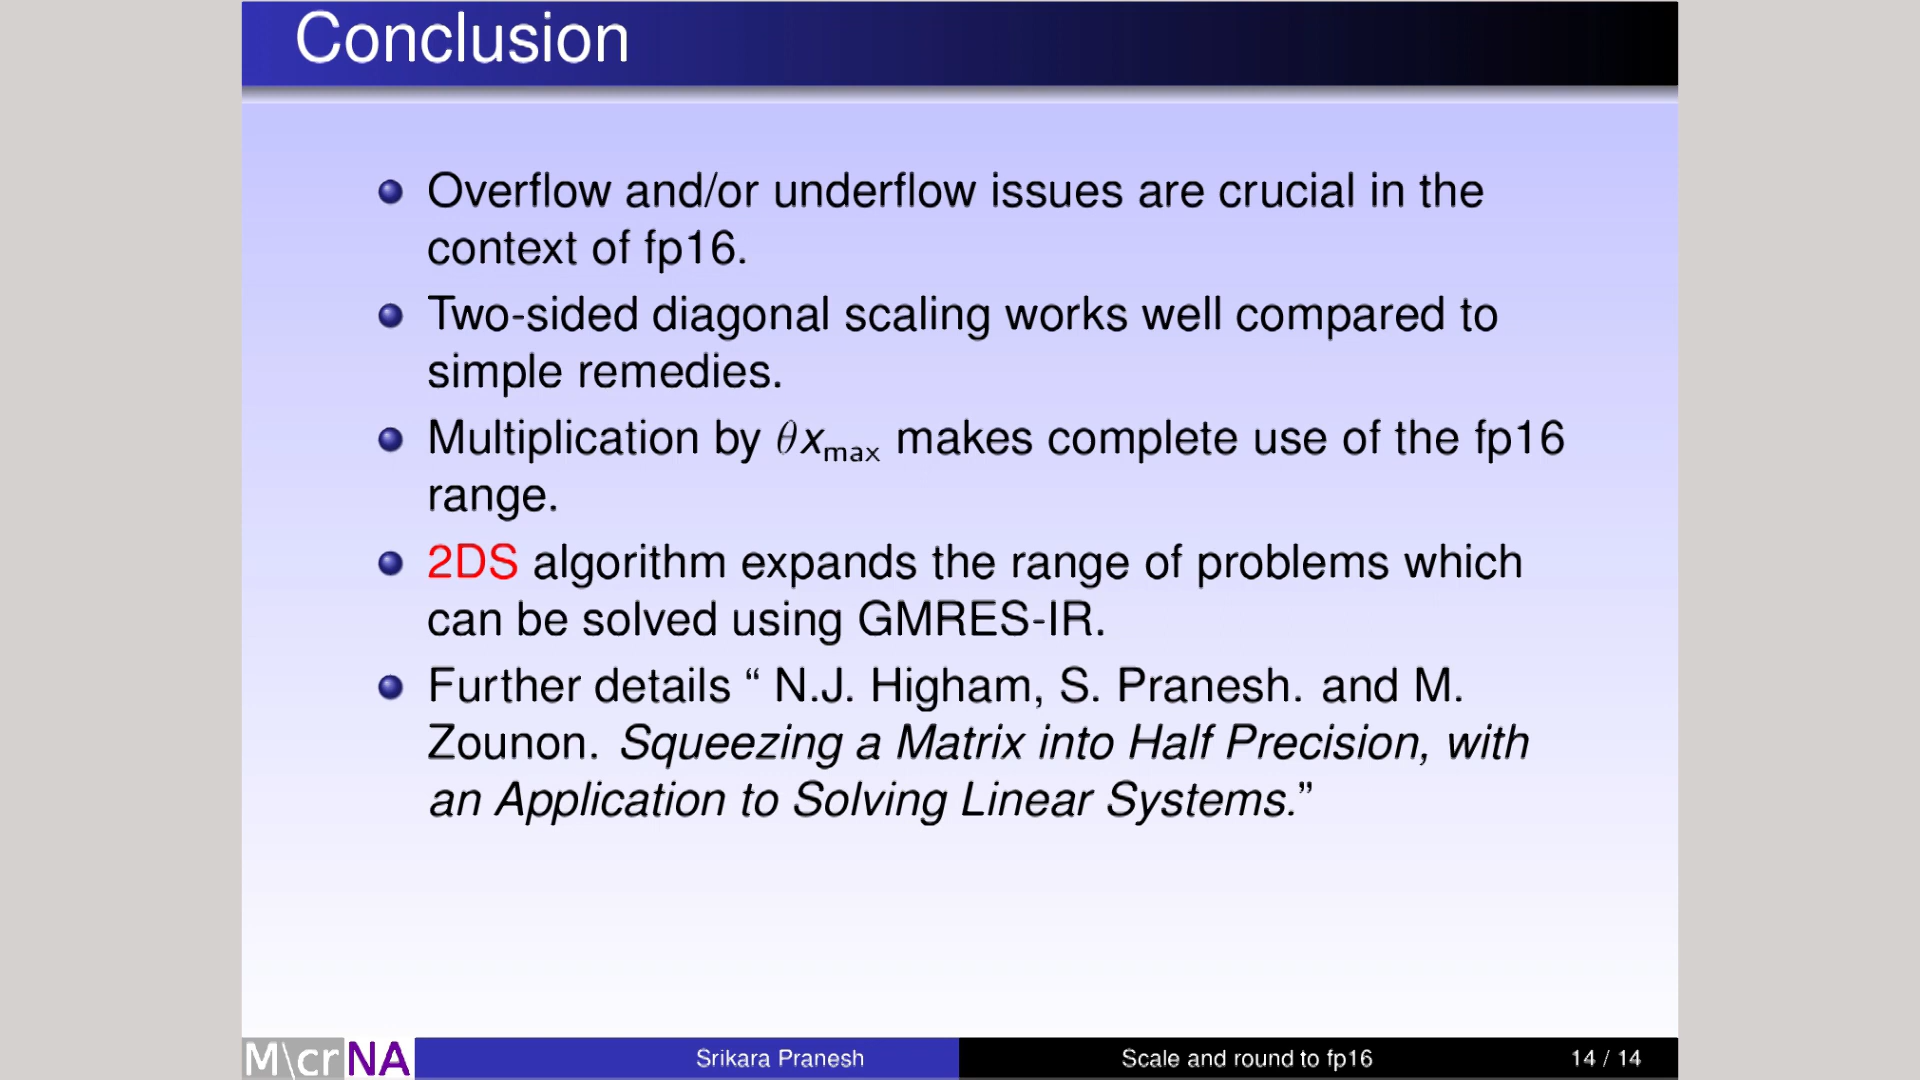 Conclusion
Overflow and/or underflow issues are crucial in the
context of fp16.
Two-sided diagonal scaling works well compared to
simple remedies.
Multiplication by θx_max makes complete use of the fp16
range.
2DS algorithm expands the range of problems which
can be solved using GMRES-IR.
Further details “ N.J. Higham, S. Pranesh. and M.
Zounon. Squeezing a Matrix into Half Precision, with
an Application to Solving Linear Systems.”
M\crNA Srikara Pranesh Scale and round to fp16 14 / 14